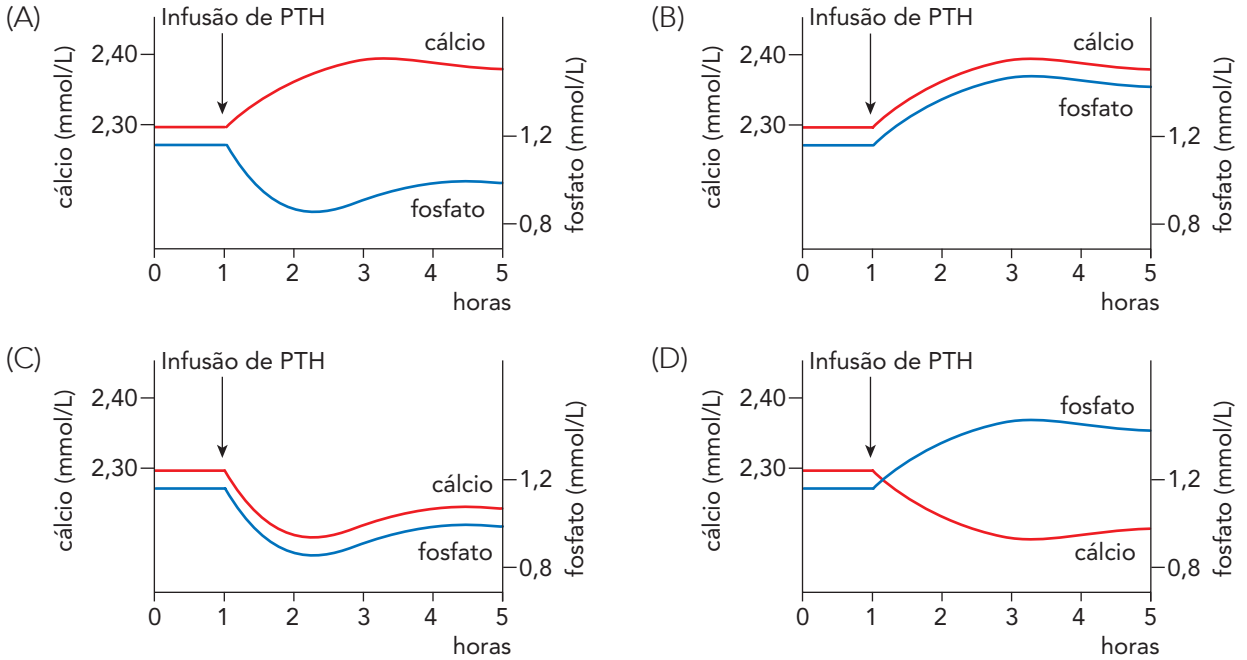 (A)
Infusão de PTH
cálcio
fosfato
2,40
2,30
cálcio (mmol/L)
1,2
0,8
fosfato (mmol/L)
0 1 2 3 4 5
horas
(B)
Infusão de PTH
cálcio
fosfato
2,40
2,30
cálcio (mmol/L)
1,2
0,8
fosfato (mmol/L)
0 1 2 3 4 5
horas
(C)
Infusão de PTH
cálcio
fosfato
2,40
2,30
cálcio (mmol/L)
1,2
0,8
fosfato (mmol/L)
0 1 2 3 4 5
horas
(D)
Infusão de PTH
fosfato
cálcio
2,40
2,30
cálcio (mmol/L)
1,2
0,8
fosfato (mmol/L)
0 1 2 3 4 5
horas